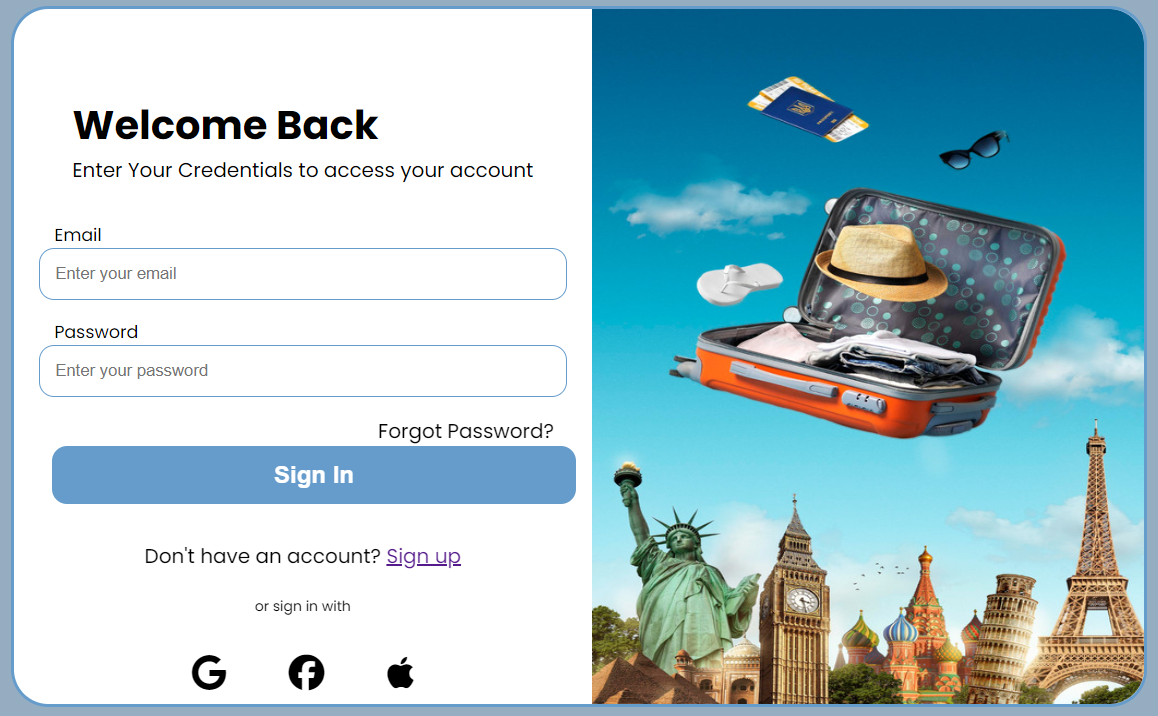 Welcome Back
Enter Your Credentials to access your account
Email
Enter your email
Password
Enter your password
Forgot Password?
Sign In
Don't have an account? Sign up
or sign in with